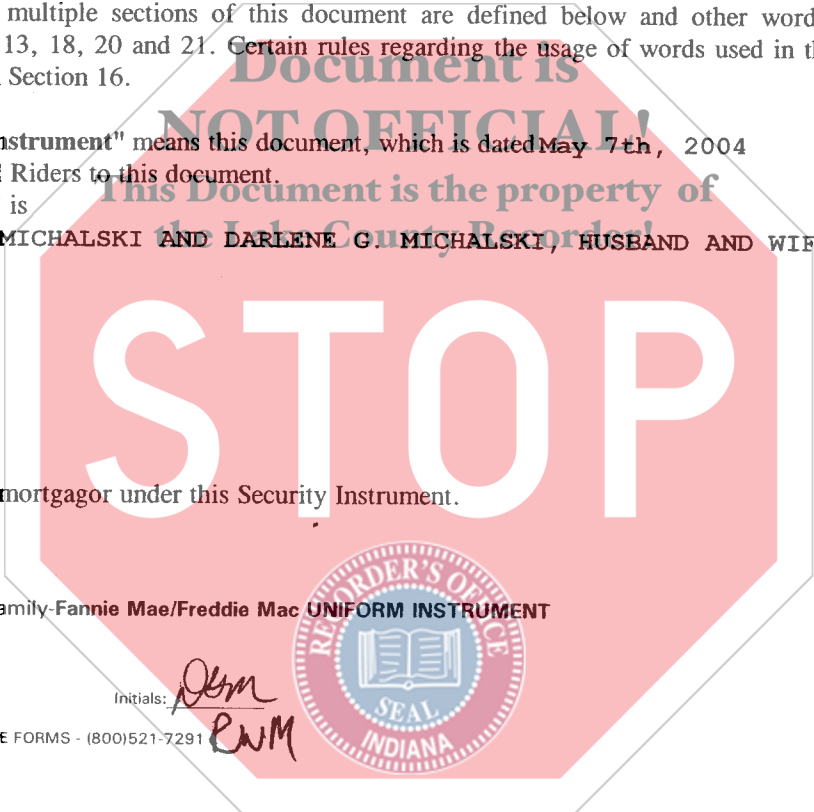 multiple sections of this document are defined below and other word
13, 18, 20 and 21. Certain rules regarding the usage of words used in th
Section 16.
Document is
NOT OFFICIAL!
nstrument" means this document, which is dated May 7th, 2004
Riders to this document.
This Document is the property of
is
the Lake County Recorder!
MICHALSKI AND DARLENE G. MICHALSKI, HUSBAND AND WIF
STOP
mortgagor under this Security Instrument.
amily-Fannie Mae/Freddie Mac UNIFORM INSTRUMENT
RECORDER'S OFFICE
SEAL
INDIANA
Initials: DGM
E FORMS - (800)521-7291 RWM